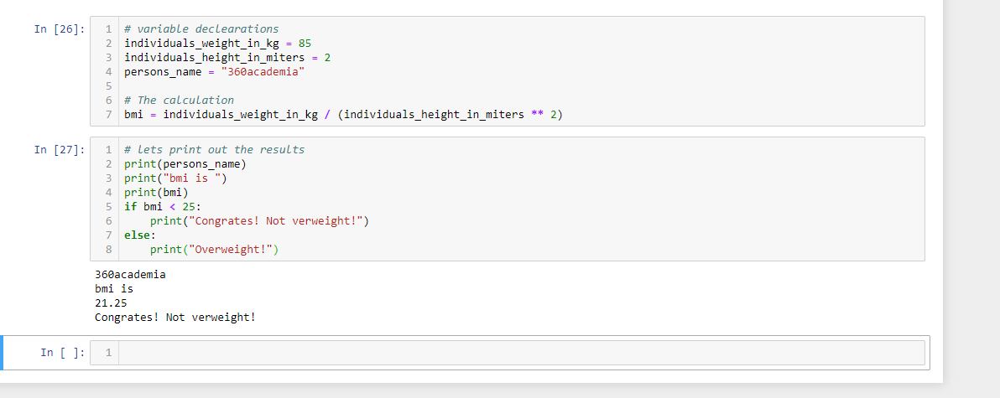 In [26]:
1 # variable declearations
2 individuals_weight_in_kg = 85
3 individuals_height_in_miters = 2
4 persons_name = "360academia"
5
6 # The calculation
7 bmi = individuals_weight_in_kg / (individuals_height_in_miters ** 2)
In [27]:
1 # lets print out the results
2 print(persons_name)
3 print("bmi is ")
4 print(bmi)
5 if bmi < 25:
6     print("Congrates! Not verweight!")
7 else:
8     print("Overweight!")
360academia
bmi is
21.25
Congrates! Not verweight!
In [ ]:
1